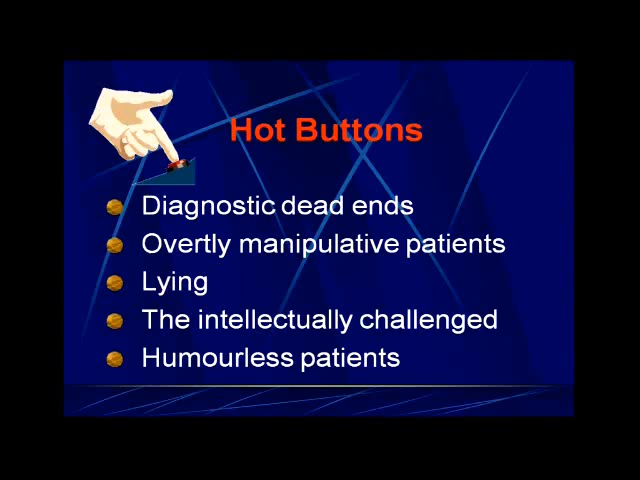 Hot Buttons
Diagnostic dead ends
Overtly manipulative patients
Lying
The intellectually challenged
Humourless patients